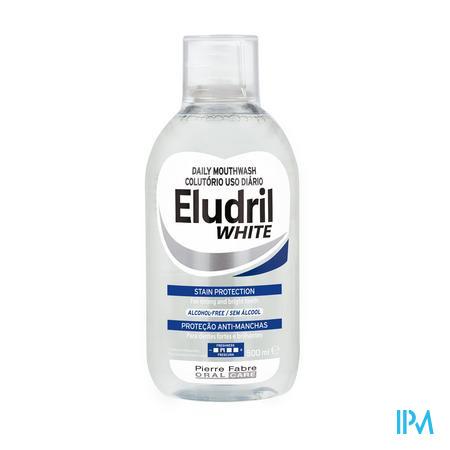 DAILY MOUTHWASH
COLUTÓRIO USO DIÁRIO
Eludril
WHITE
STAIN PROTECTION
For strong and bright teeth
ALCOHOL-FREE / SEM ÁLCOOL
PROTEÇÃO ANTI-MANCHAS
Para dentes fortes e brilhantes
FRESHNESS
- +
FRESCURA
300 ml e
Pierre Fabre
ORAL CARE
IPM